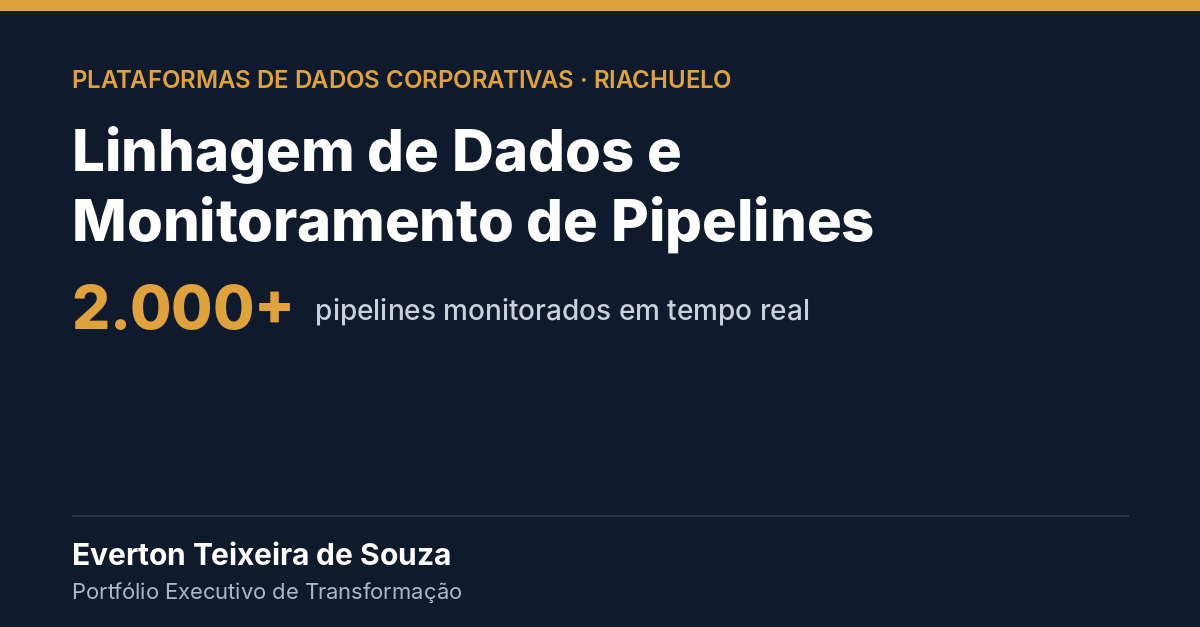 PLATAFORMAS DE DADOS CORPORATIVAS · RIACHUELO
Linhagem de Dados e
Monitoramento de Pipelines
2.000+ pipelines monitorados em tempo real
Everton Teixeira de Souza
Portfólio Executivo de Transformação